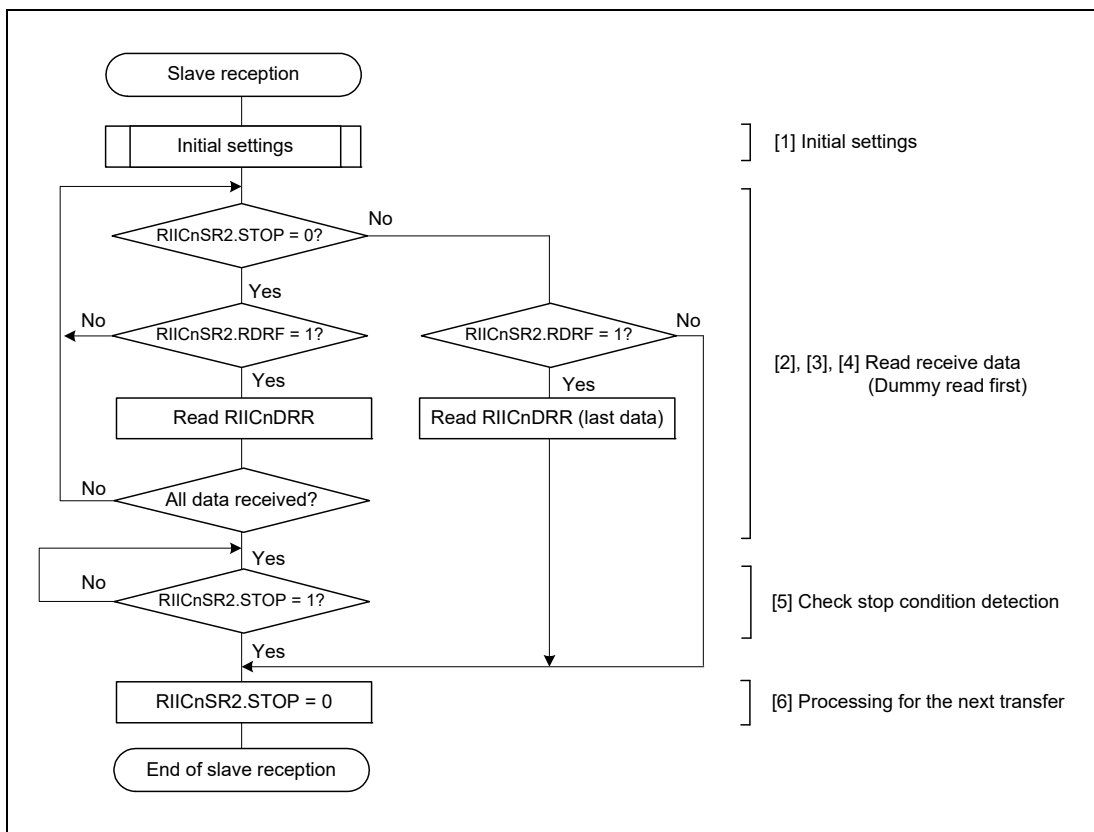 Slave reception
Initial settings
[1] Initial settings
No
RIICnSR2.STOP = 0?
Yes
No
RIICnSR2.RDRF = 1?
RIICnSR2.RDRF = 1?
No
[2], [3], [4] Read receive data
(Dummy read first)
Yes
Yes
Read RIICnDRR
Read RIICnDRR (last data)
No
All data received?
Yes
No
RIICnSR2.STOP = 1?
[5] Check stop condition detection
Yes
RIICnSR2.STOP = 0
[6] Processing for the next transfer
End of slave reception